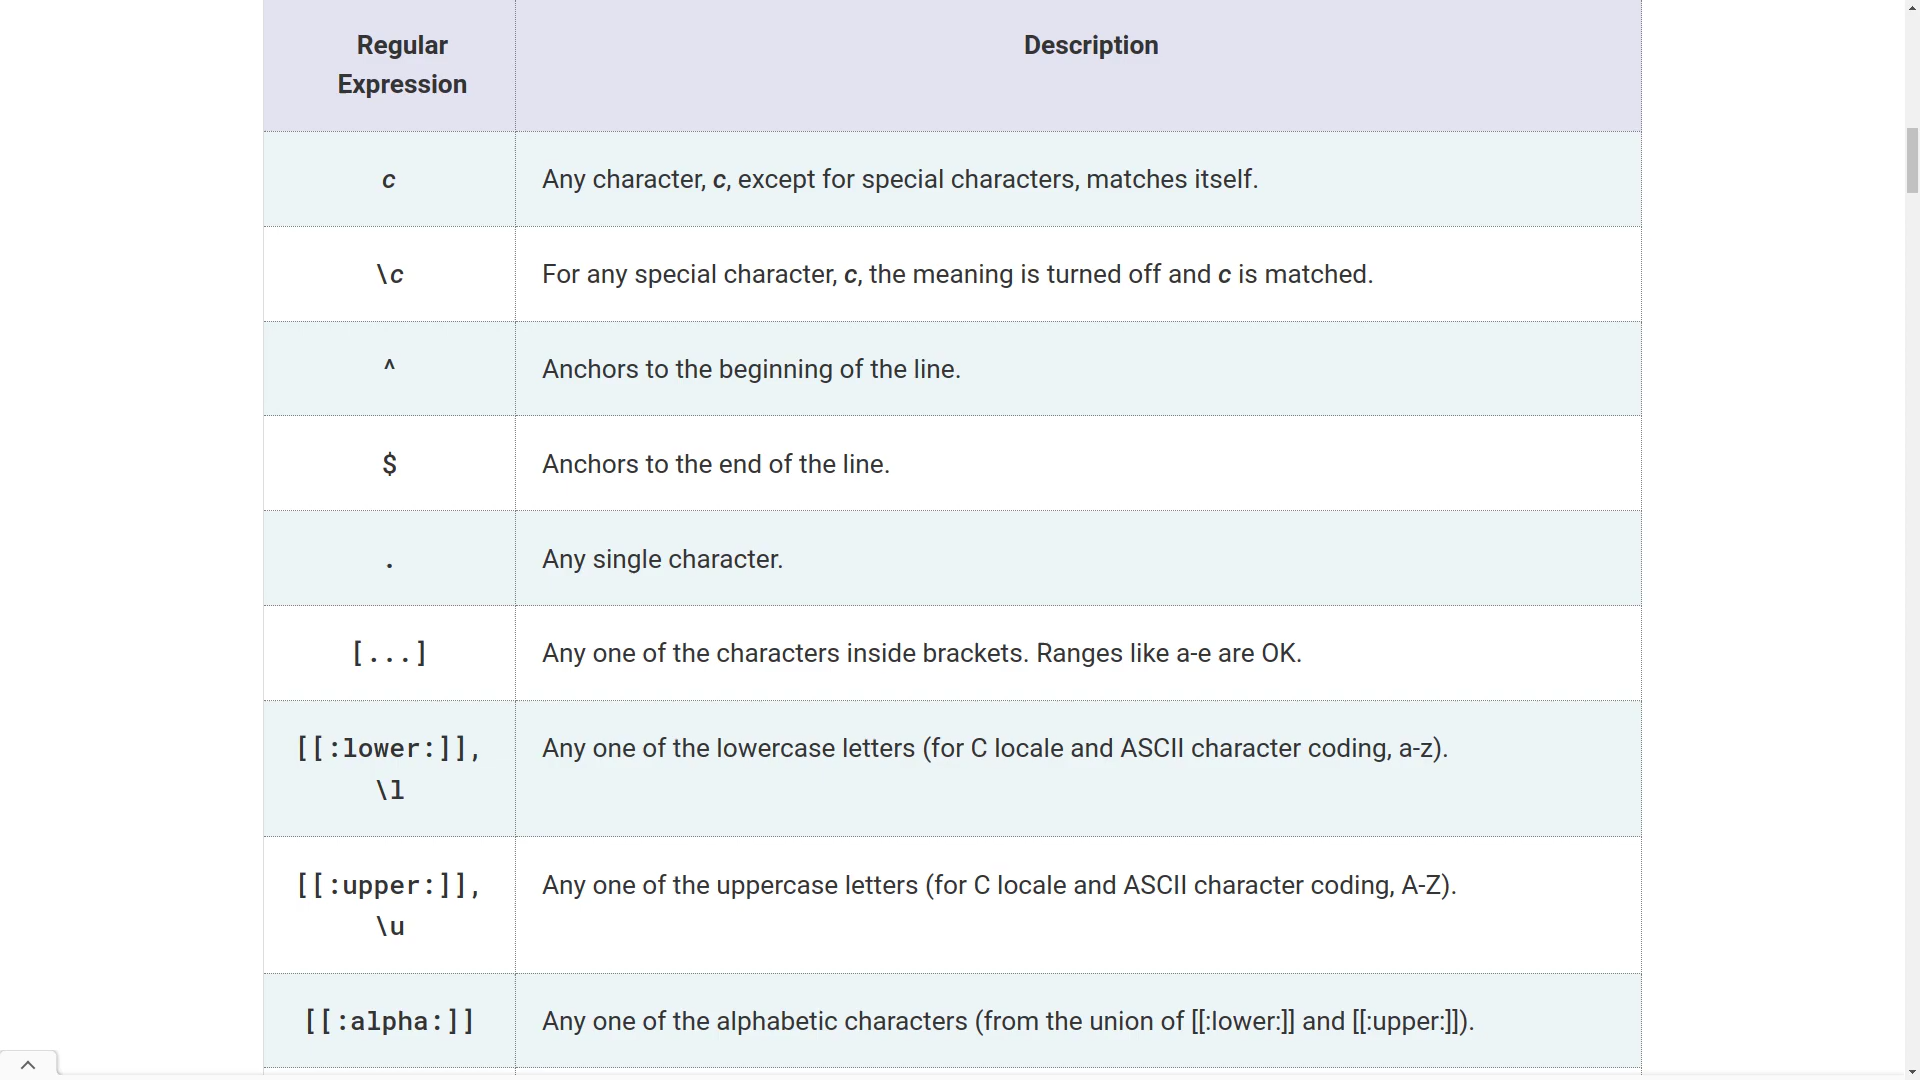 Regular
Expression
Description
c
Any character, c, except for special characters, matches itself.
\c
For any special character, c, the meaning is turned off and c is matched.
^
Anchors to the beginning of the line.
$
Anchors to the end of the line.
.
Any single character.
[...]
Any one of the characters inside brackets. Ranges like a-e are OK.
[[:lower:]],
\l
Any one of the lowercase letters (for C locale and ASCII character coding, a-z).
[[:upper:]],
\u
Any one of the uppercase letters (for C locale and ASCII character coding, A-Z).
[[:alpha:]]
Any one of the alphabetic characters (from the union of [[:lower:]] and [[:upper:]]).